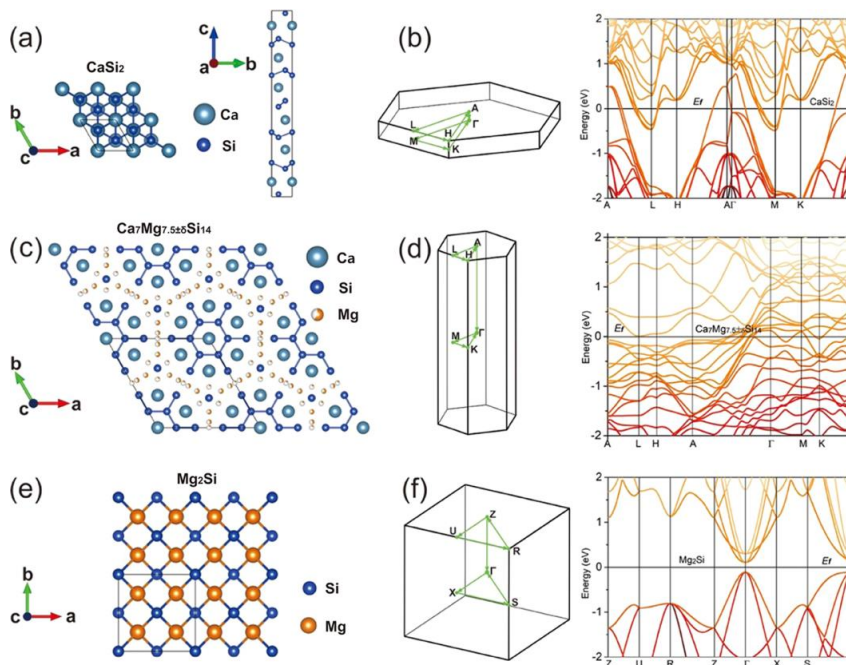 (a)
CaSi₂
c
a
b
b
c
a
Ca
Si
(b)
A
L
H
Γ
M
K
Energy (eV)
2
1
0
-1
-2
Ef
CaSi₂
A
L
H
A|Γ
M
K
(c)
Ca₇Mg₇.₅±δSi₁₄
Ca
Si
Mg
b
c
a
(d)
A
L
H
M
Γ
K
Energy (eV)
2
1
0
-1
-2
Ef
Ca₇Mg₇.₅±δSi₁₄
A
L
H
A
Γ
M
K
(e)
Mg₂Si
b
c
a
Si
Mg
(f)
Z
U
R
Γ
X
S
Energy (eV)
2
1
0
-1
-2
Mg₂Si
Ef
Z
U
R
Z
Γ
X
S